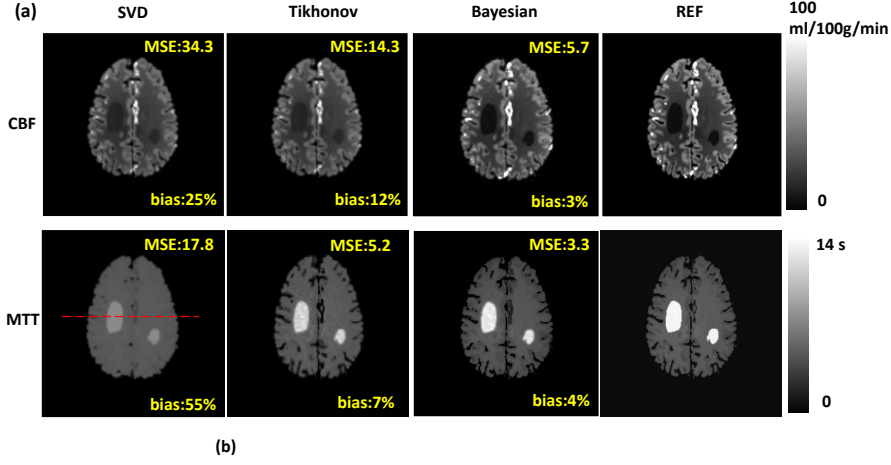 (a)
SVD
Tikhonov
Bayesian
REF
100
ml/100g/min
MSE:34.3
MSE:14.3
MSE:5.7
CBF
bias:25%
bias:12%
bias:3%
0
MSE:17.8
MSE:5.2
MSE:3.3
14 s
MTT
bias:55%
bias:7%
bias:4%
0
(b)